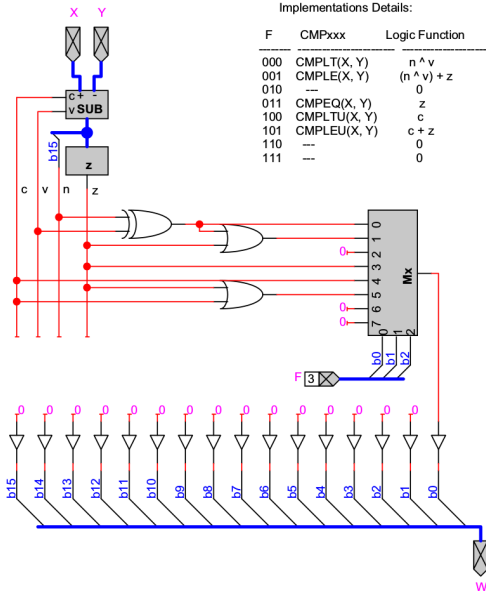 Implementations Details:
X Y
F CMPxxx Logic Function
000 CMPLT(X, Y) n ^ v
001 CMPLE(X, Y) (n ^ v) + z
010 --- 0
011 CMPEQ(X, Y) z
100 CMPLTU(X, Y) c
101 CMPLEU(X, Y) c + z
110 --- 0
111 --- 0
c + -
v SUB
b15
z
c v n z
0
1
0 2
3
4
5
0 6
0 7
Mx
0 1 2
b0 b1 b2
F 3
0 0 0 0 0 0 0 0 0 0 0 0 0 0 0
b15 b14 b13 b12 b11 b10 b9 b8 b7 b6 b5 b4 b3 b2 b1 b0
W